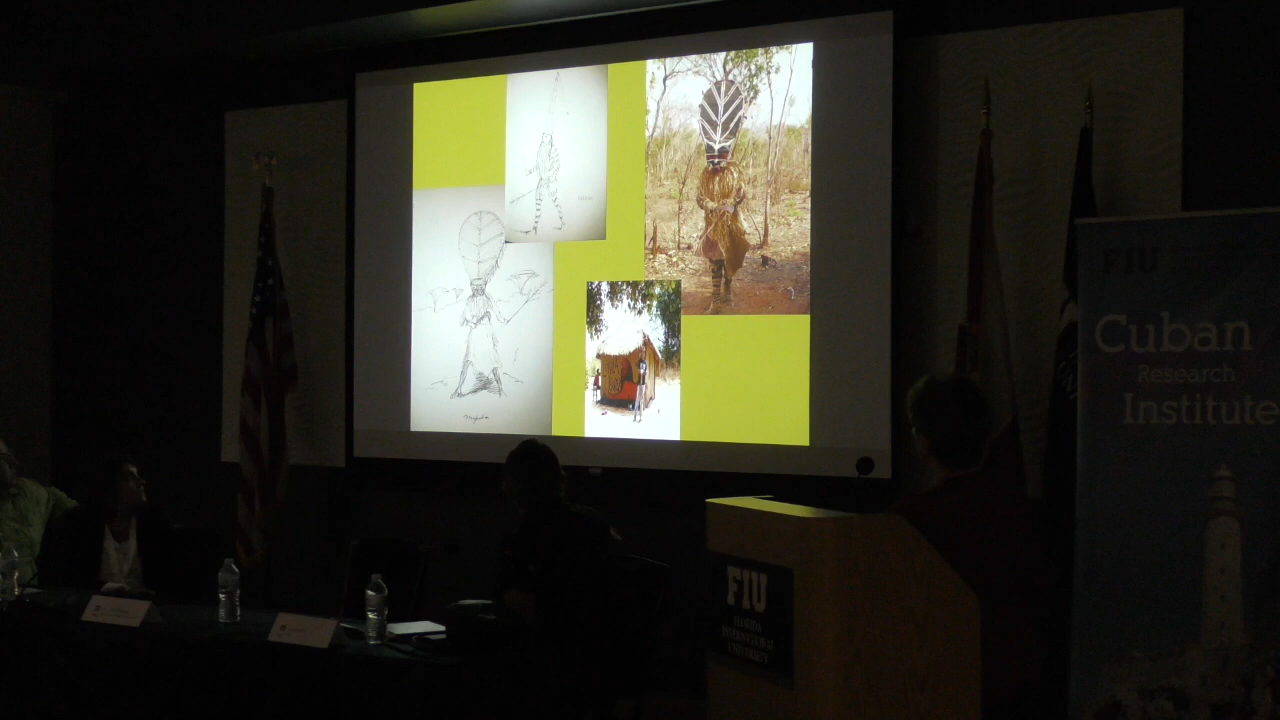 FIU
Cuban
Research
Institute
FIU
FLORIDA
INTERNATIONAL
UNIVERSITY